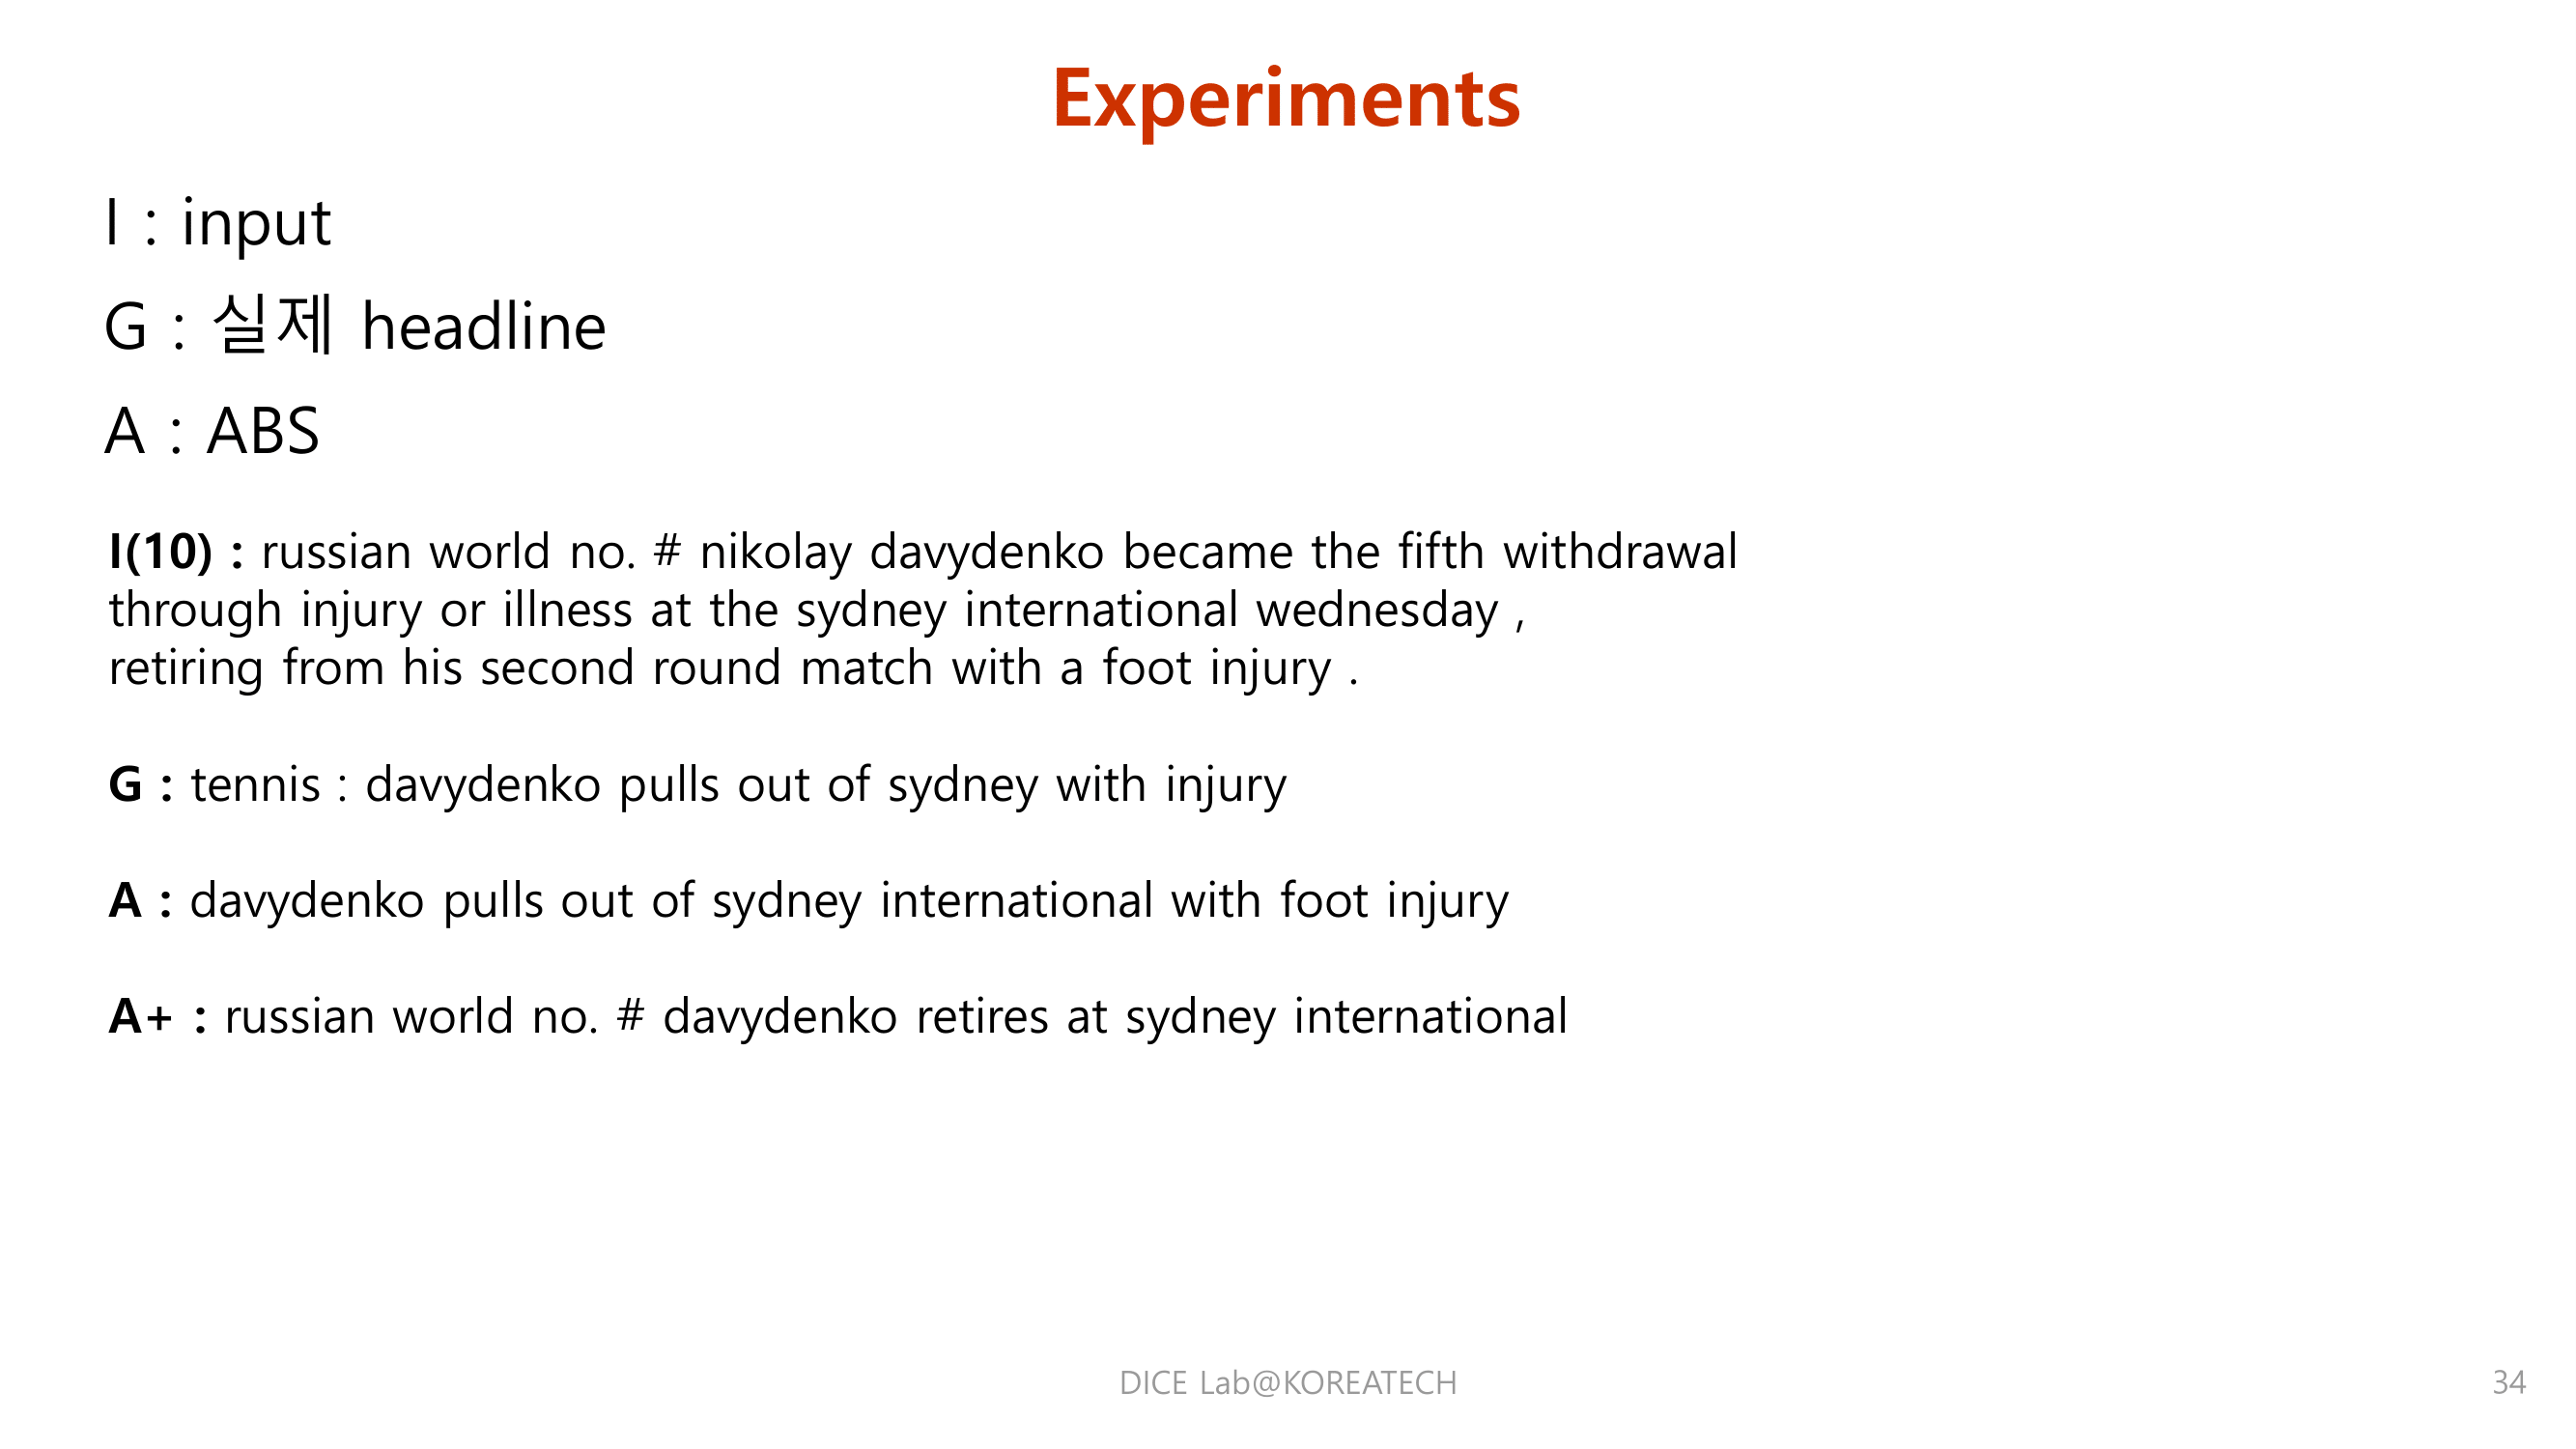 Experiments
I : input
G : 실제 headline
A : ABS
I(10) : russian world no. # nikolay davydenko became the fifth withdrawal
through injury or illness at the sydney international wednesday ,
retiring from his second round match with a foot injury .
G : tennis : davydenko pulls out of sydney with injury
A : davydenko pulls out of sydney international with foot injury
A+ : russian world no. # davydenko retires at sydney international
DICE Lab@KOREATECH
34